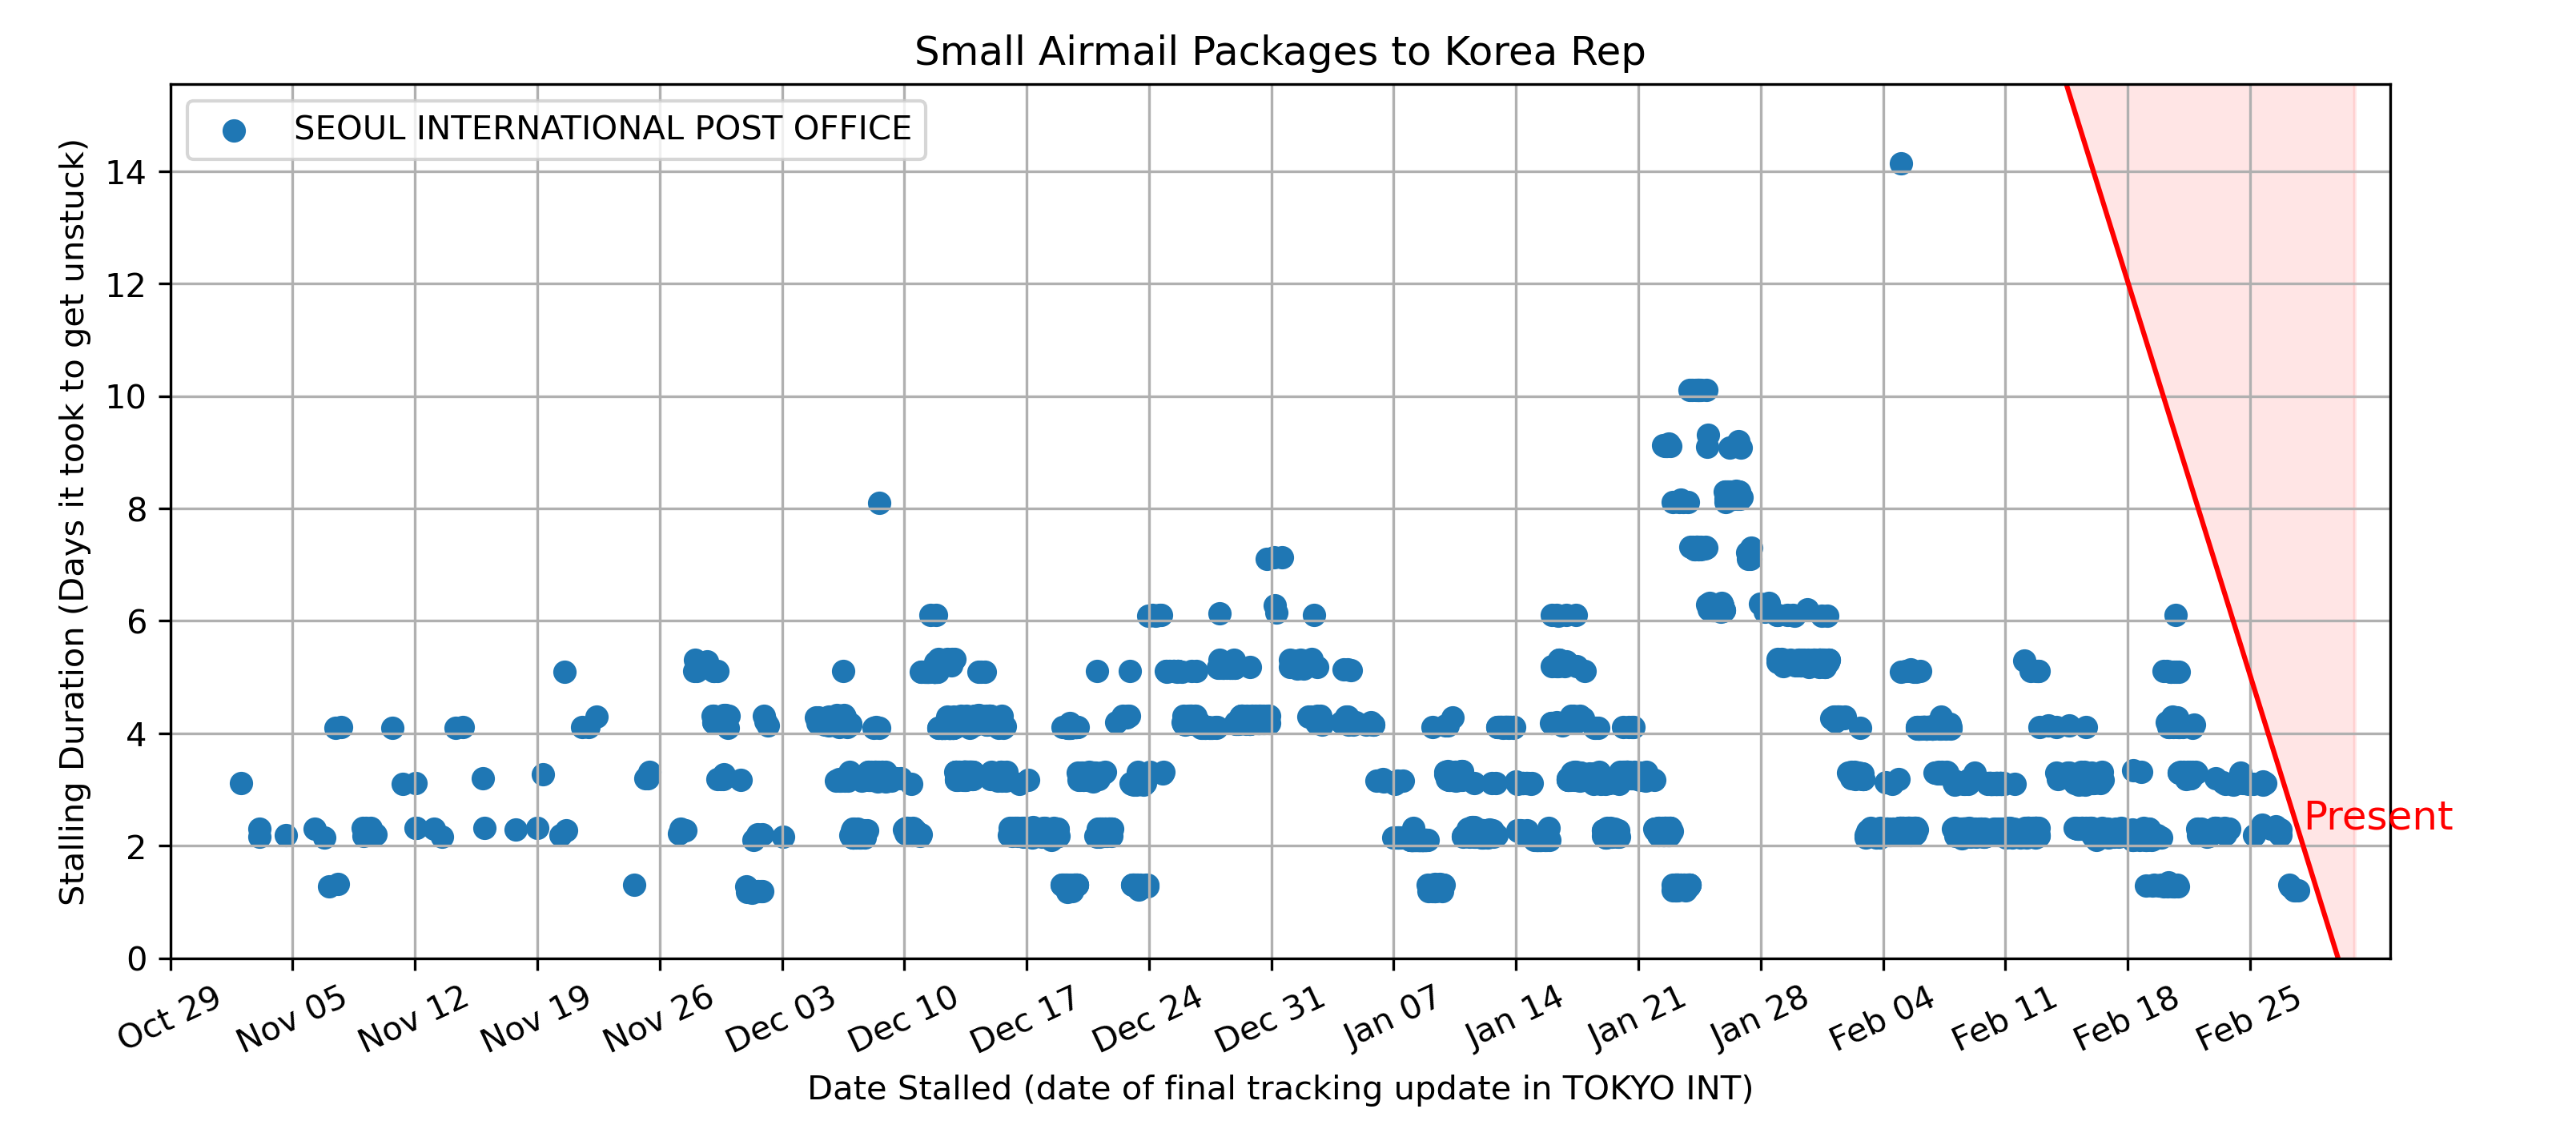 Small Airmail Packages to Korea Rep
SEOUL INTERNATIONAL POST OFFICE
Stalling Duration (Days it took to get unstuck)
14
12
10
8
6
4
2
0
Present
Oct 29
Nov 05
Nov 12
Nov 19
Nov 26
Dec 03
Dec 10
Dec 17
Dec 24
Dec 31
Jan 07
Jan 14
Jan 21
Jan 28
Feb 04
Feb 11
Feb 18
Feb 25
Date Stalled (date of final tracking update in TOKYO INT)